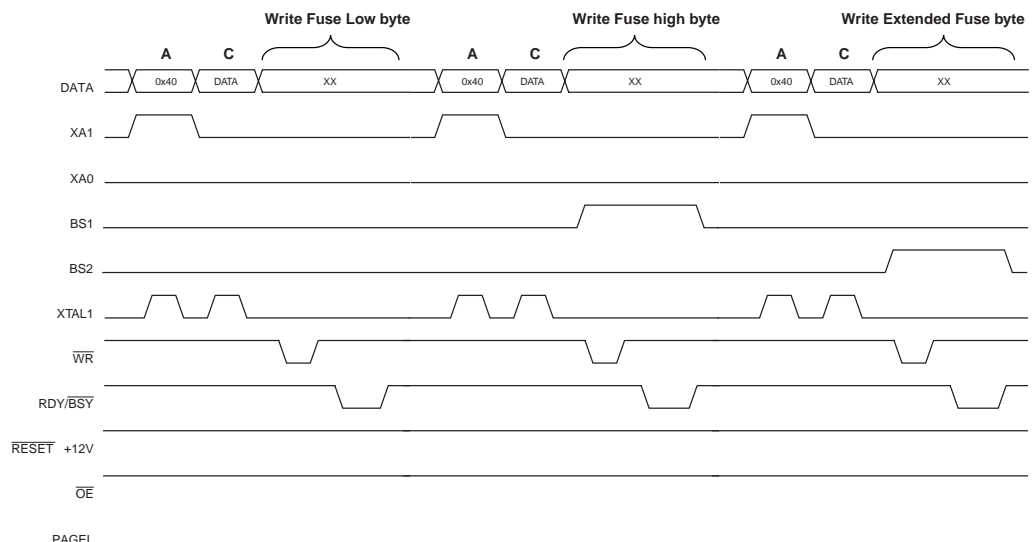 Write Fuse Low byte Write Fuse high byte Write Extended Fuse byte
A C A C A C
DATA 0x40 DATA XX 0x40 DATA XX 0x40 DATA XX
XA1
XA0
BS1
BS2
XTAL1
WR
RDY/BSY
RESET +12V
OE
PAGEL